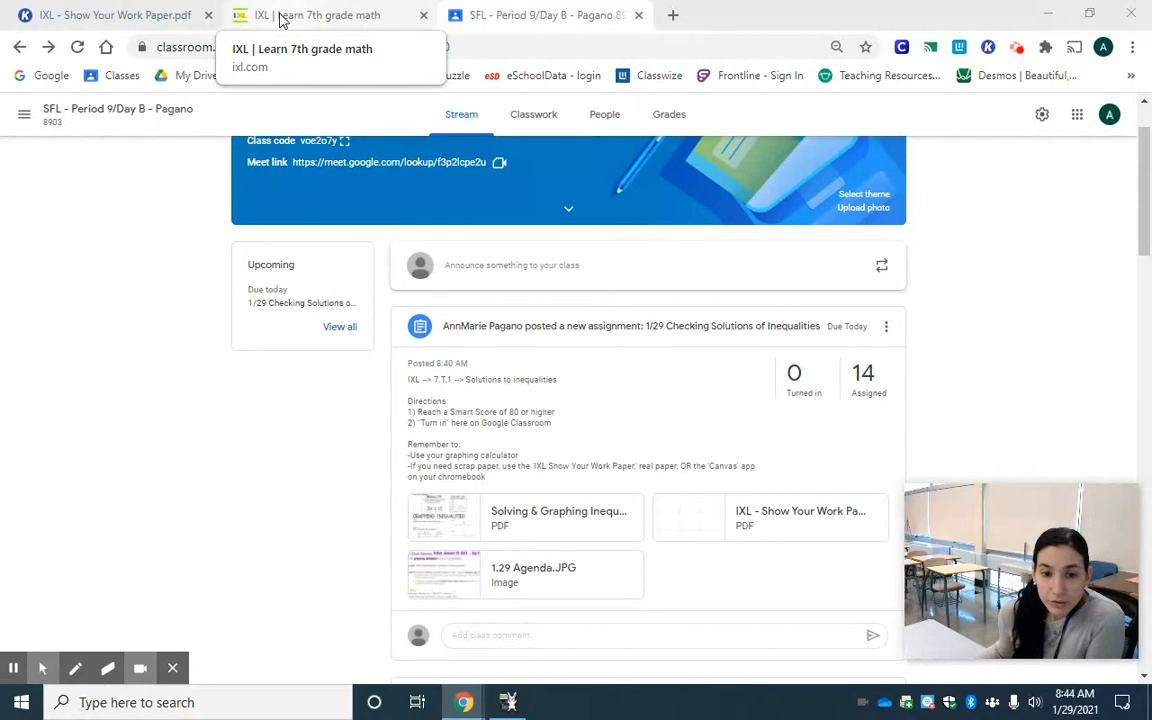 IXL - Show Your Work Paper.pdf
IXL | Learn 7th grade math
SFL - Period 9/Day B - Pagano 89
classroom.
IXL | Learn 7th grade math
ixl.com
Google
Classes
My Driv
uzzle
esD eSchoolData - login
Classwize
Frontline - Sign In
Teaching Resources...
Desmos | Beautiful,...
SFL - Period 9/Day B - Pagano
8903
Stream
Classwork
People
Grades
Class code voe2o7y
Meet link https://meet.google.com/lookup/f3p2lcpe2u
Select theme
Upload photo
Upcoming
Due today
1/29 Checking Solutions o...
View all
Announce something to your class
AnnMarie Pagano posted a new assignment: 1/29 Checking Solutions of Inequalities
Due Today
Posted 8:40 AM
IXL --> 7.T.1 --> Solutions to inequalities
Directions:
1) Reach a Smart Score of 80 or higher
2) "Turn in" here on Google Classroom
Remember to:
-Use your graphing calculator
-If you need scrap paper, use the 'IXL Show Your Work Paper,' real paper, OR the 'Canvas' app
on your chromebook
0
Turned in
14
Assigned
Solving & Graphing Inequ...
PDF
IXL - Show Your Work Pa...
PDF
GRAPHING INEQUALITIES
1.29 Agenda.JPG
Image
Add class comment...
Type here to search
8:44 AM
1/29/2021